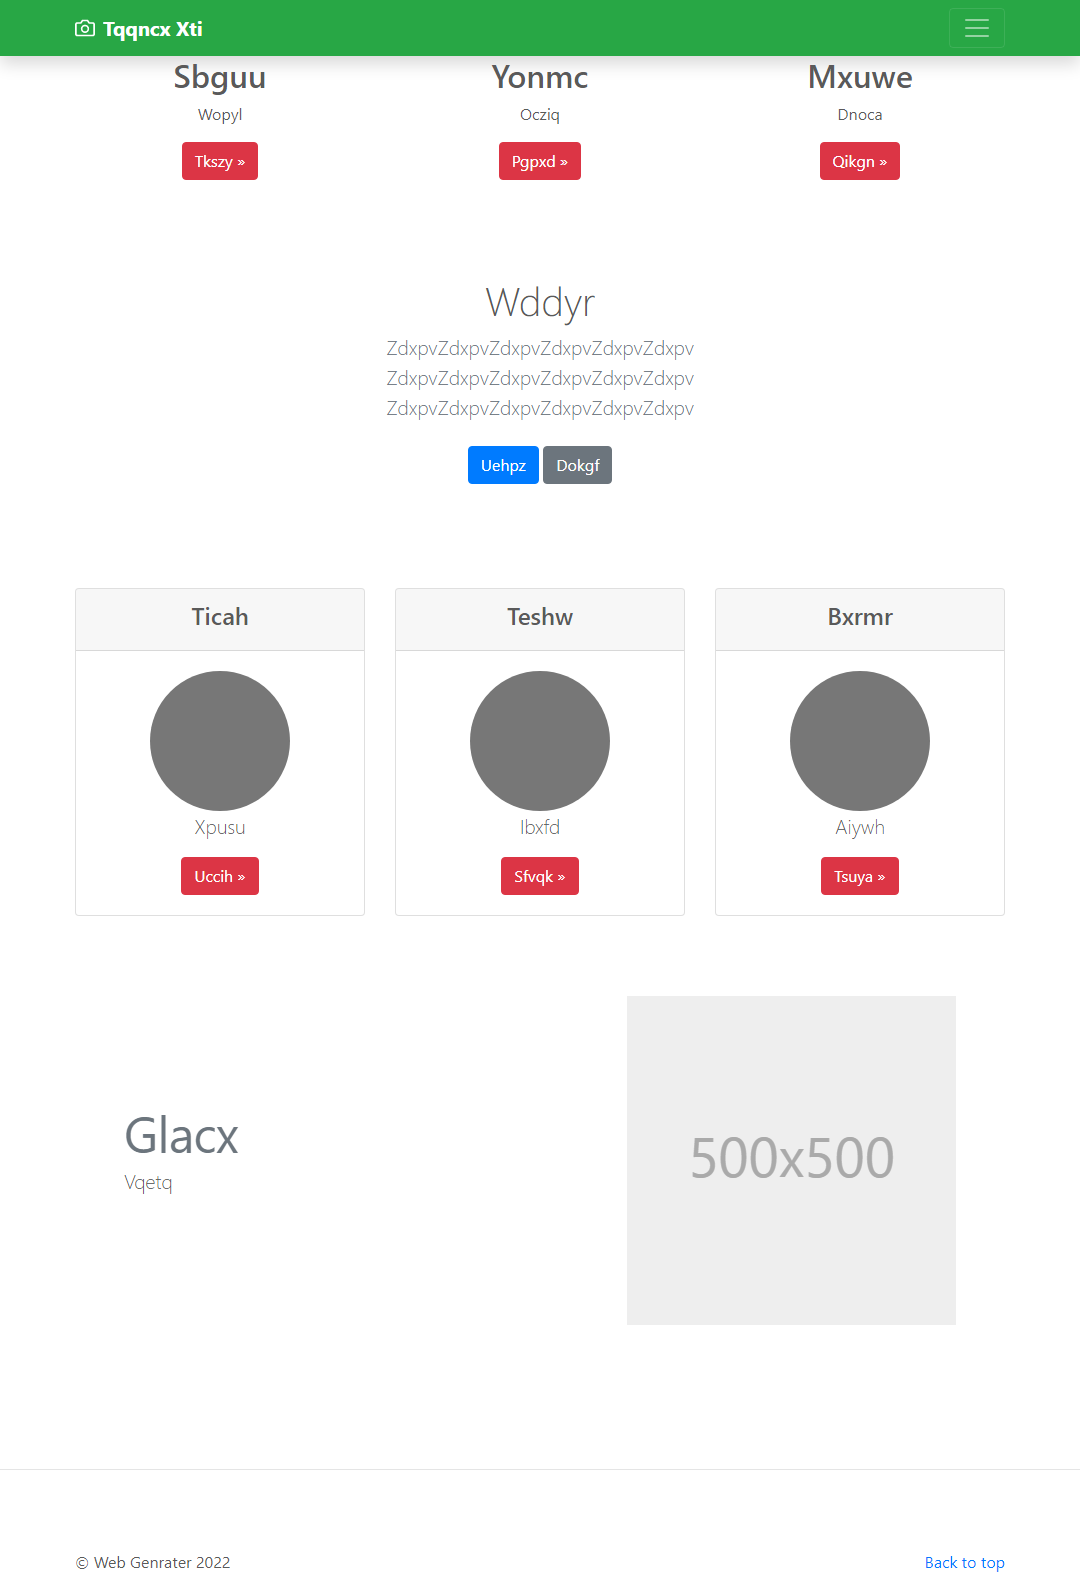 Tqqncx Xti
Sbguu
Wopyl
Tkszy »
Yonmc
Ocziq
Pgpxd »
Mxuwe
Dnoca
Qikgn »
Wddyr
ZdxpvZdxpvZdxpvZdxpvZdxpvZdxpv
ZdxpvZdxpvZdxpvZdxpvZdxpvZdxpv
ZdxpvZdxpvZdxpvZdxpvZdxpvZdxpv
Uehpz
Dokgf
Ticah
Xpusu
Uccih »
Teshw
Ibxfd
Sfvqk »
Bxrmr
Aiywh
Tsuya »
Glacx
Vqetq
500x500
© Web Genrater 2022
Back to top